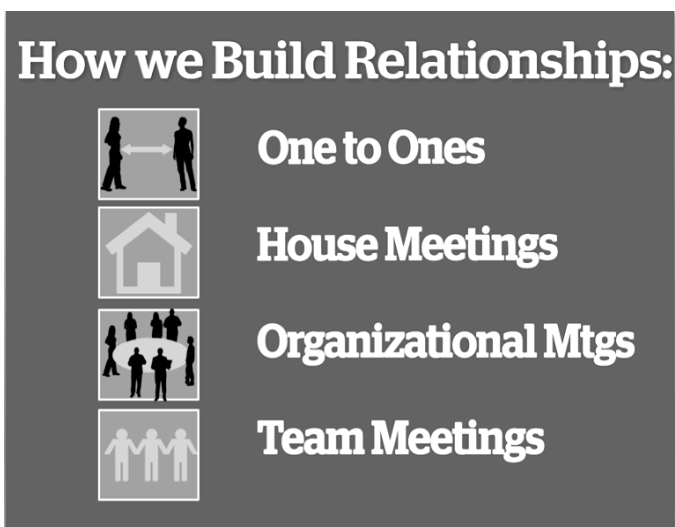 How we Build Relationships:
One to Ones
House Meetings
Organizational Mtgs
Team Meetings